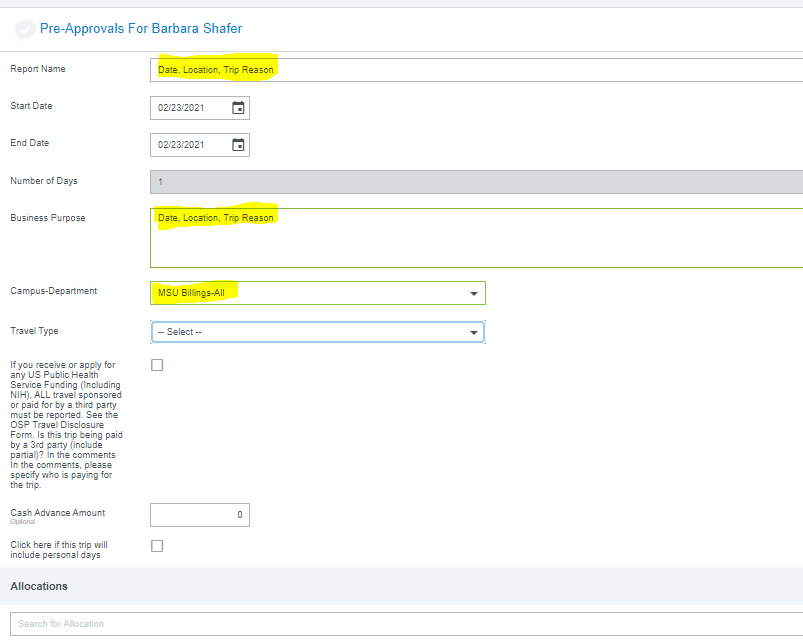 Pre-Approvals For Barbara Shafer
Report Name
Date, Location, Trip Reason
Start Date
02/23/2021
End Date
02/23/2021
Number of Days
1
Business Purpose
Date, Location, Trip Reason
Campus-Department
MSU Billings-All
Travel Type
-- Select --
If you receive or apply for
any US Public Health
Service Funding (Including
NIH), ALL travel sponsored
or paid for by a third party
must be reported. See the
OSP Travel Disclosure
Form. Is this trip being paid
by a 3rd party (include
partial)? In the comments
In the comments, please
specify who is paying for
the trip.
Cash Advance Amount
Optional
0
Click here if this trip will
include personal days
Allocations
Search for Allocation